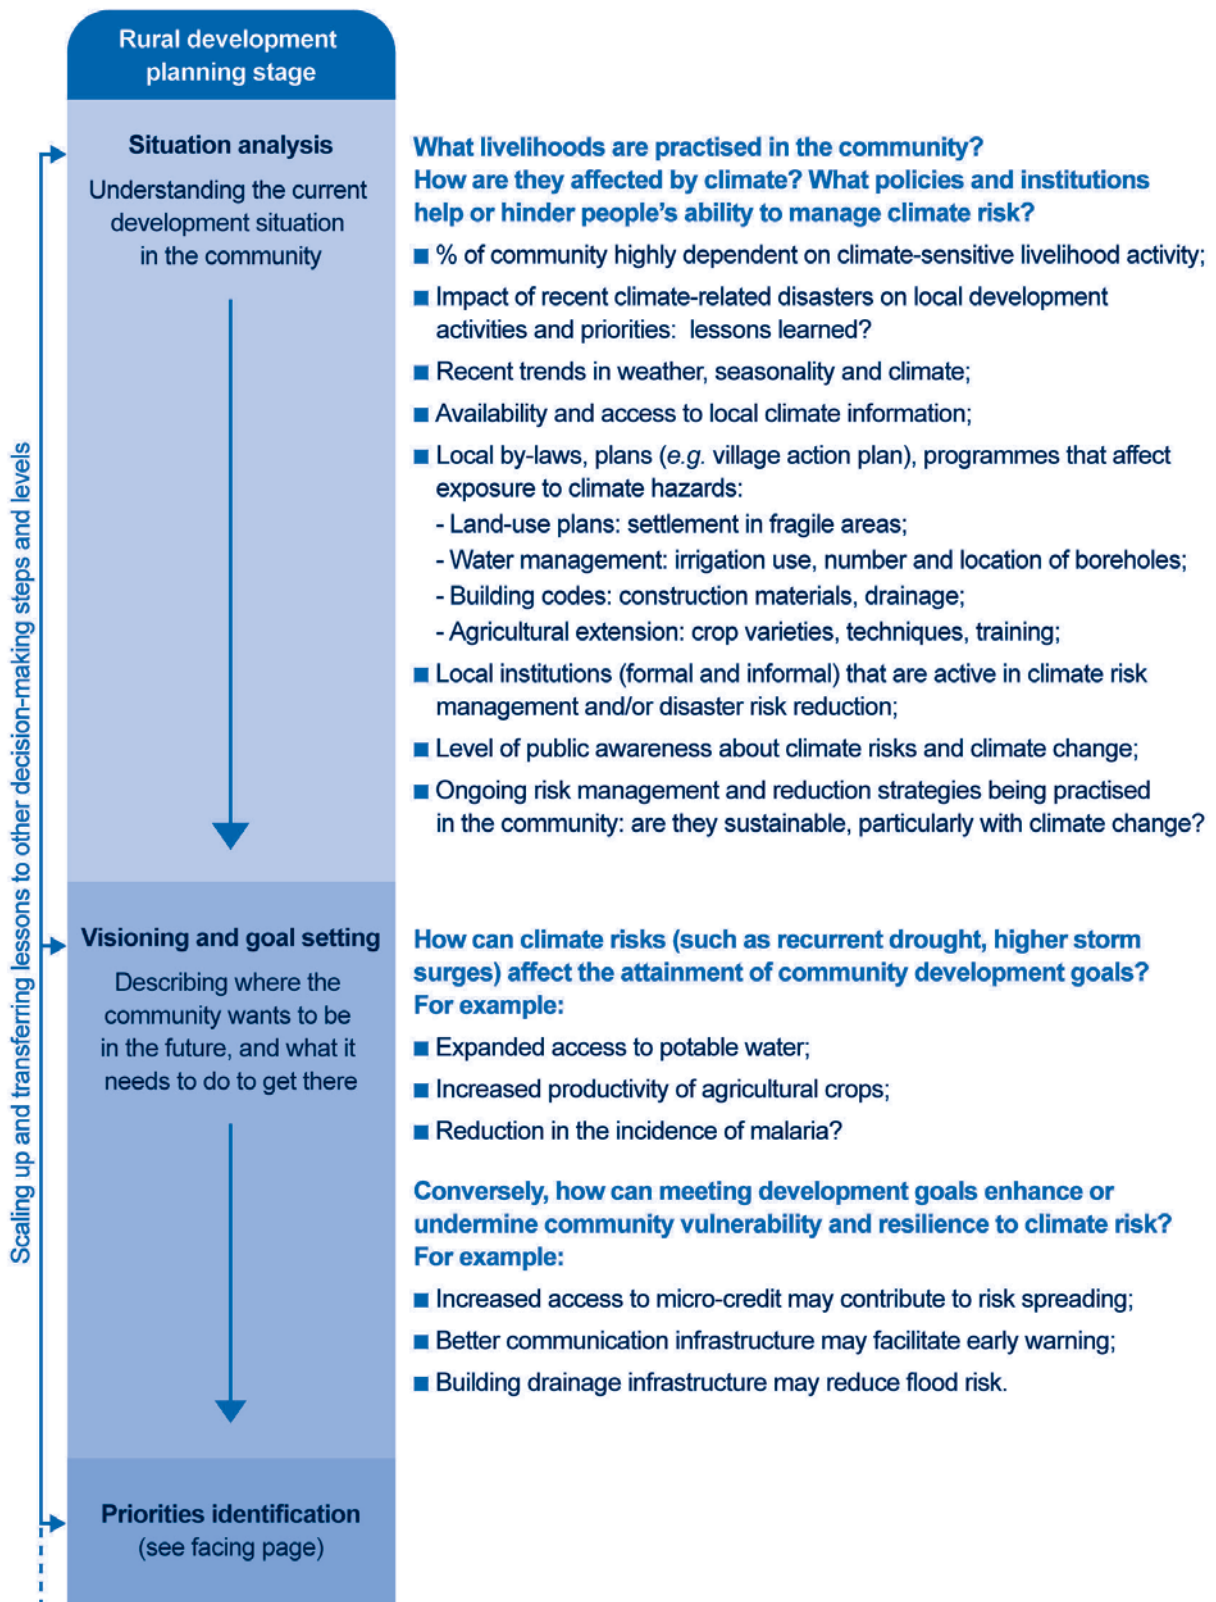 Rural development
planning stage
Situation analysis
Understanding the current
development situation
in the community
What livelihoods are practised in the community?
How are they affected by climate? What policies and institutions
help or hinder people's ability to manage climate risk?
■ % of community highly dependent on climate-sensitive livelihood activity;
■ Impact of recent climate-related disasters on local development
activities and priorities: lessons learned?
■ Recent trends in weather, seasonality and climate;
■ Availability and access to local climate information;
■ Local by-laws, plans (e.g. village action plan), programmes that affect
exposure to climate hazards:
- Land-use plans: settlement in fragile areas;
- Water management: irrigation use, number and location of boreholes;
- Building codes: construction materials, drainage;
- Agricultural extension: crop varieties, techniques, training;
■ Local institutions (formal and informal) that are active in climate risk
management and/or disaster risk reduction;
■ Level of public awareness about climate risks and climate change;
■ Ongoing risk management and reduction strategies being practised
in the community: are they sustainable, particularly with climate change?
Scaling up and transferring lessons to other decision-making steps and levels
Visioning and goal setting
Describing where the
community wants to be
in the future, and what it
needs to do to get there
How can climate risks (such as recurrent drought, higher storm
surges) affect the attainment of community development goals?
For example:
■ Expanded access to potable water;
■ Increased productivity of agricultural crops;
■ Reduction in the incidence of malaria?
Conversely, how can meeting development goals enhance or
undermine community vulnerability and resilience to climate risk?
For example:
■ Increased access to micro-credit may contribute to risk spreading;
■ Better communication infrastructure may facilitate early warning;
■ Building drainage infrastructure may reduce flood risk.
Priorities identification
(see facing page)